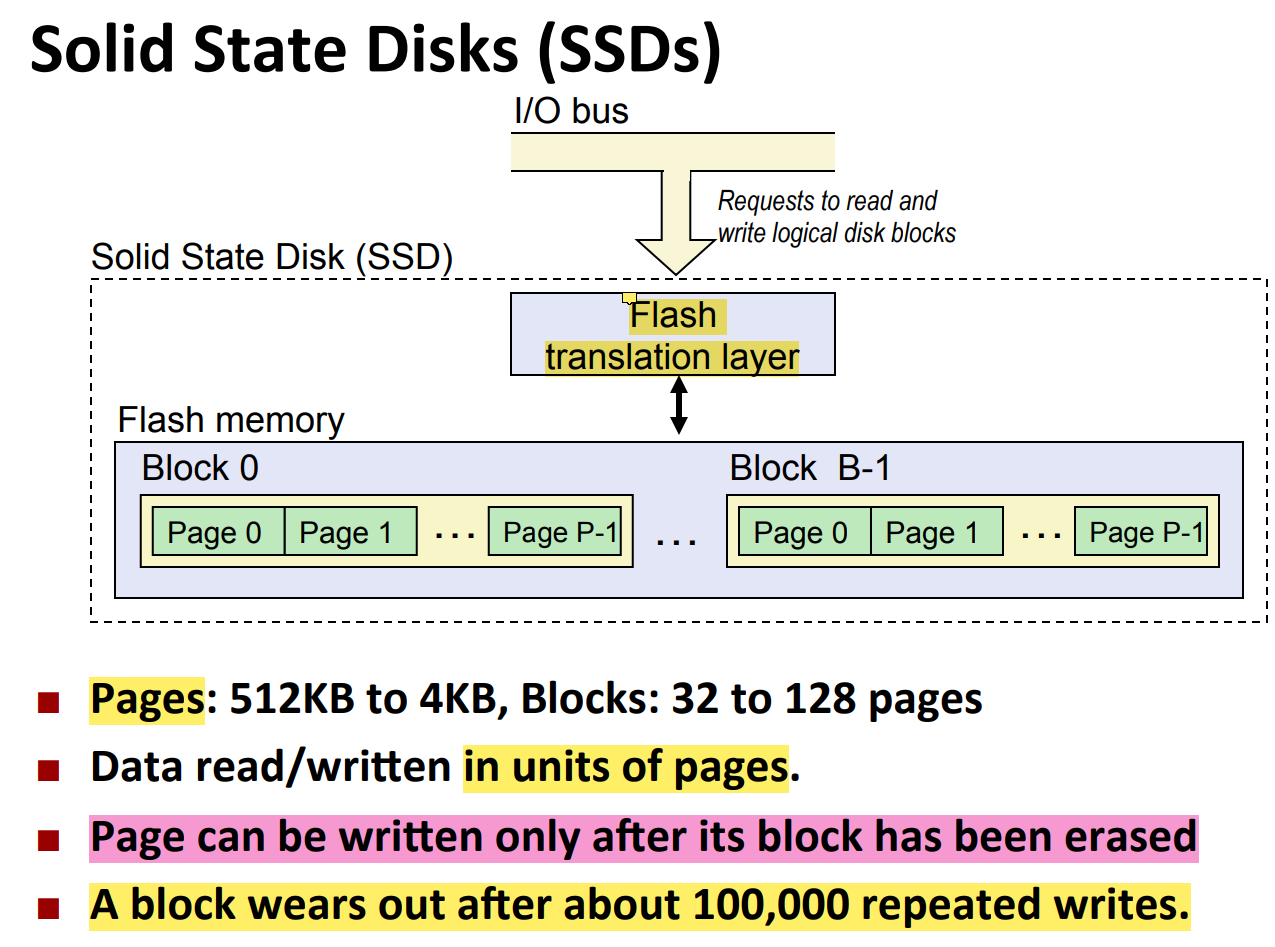 Solid State Disks (SSDs)
I/O bus
Requests to read and
write logical disk blocks
Solid State Disk (SSD)
Flash
translation layer
Flash memory
Block 0
Block B-1
Page 0 Page 1 ... Page P-1 ... Page 0 Page 1 ... Page P-1
Pages: 512KB to 4KB, Blocks: 32 to 128 pages
Data read/written in units of pages.
Page can be written only after its block has been erased
A block wears out after about 100,000 repeated writes.